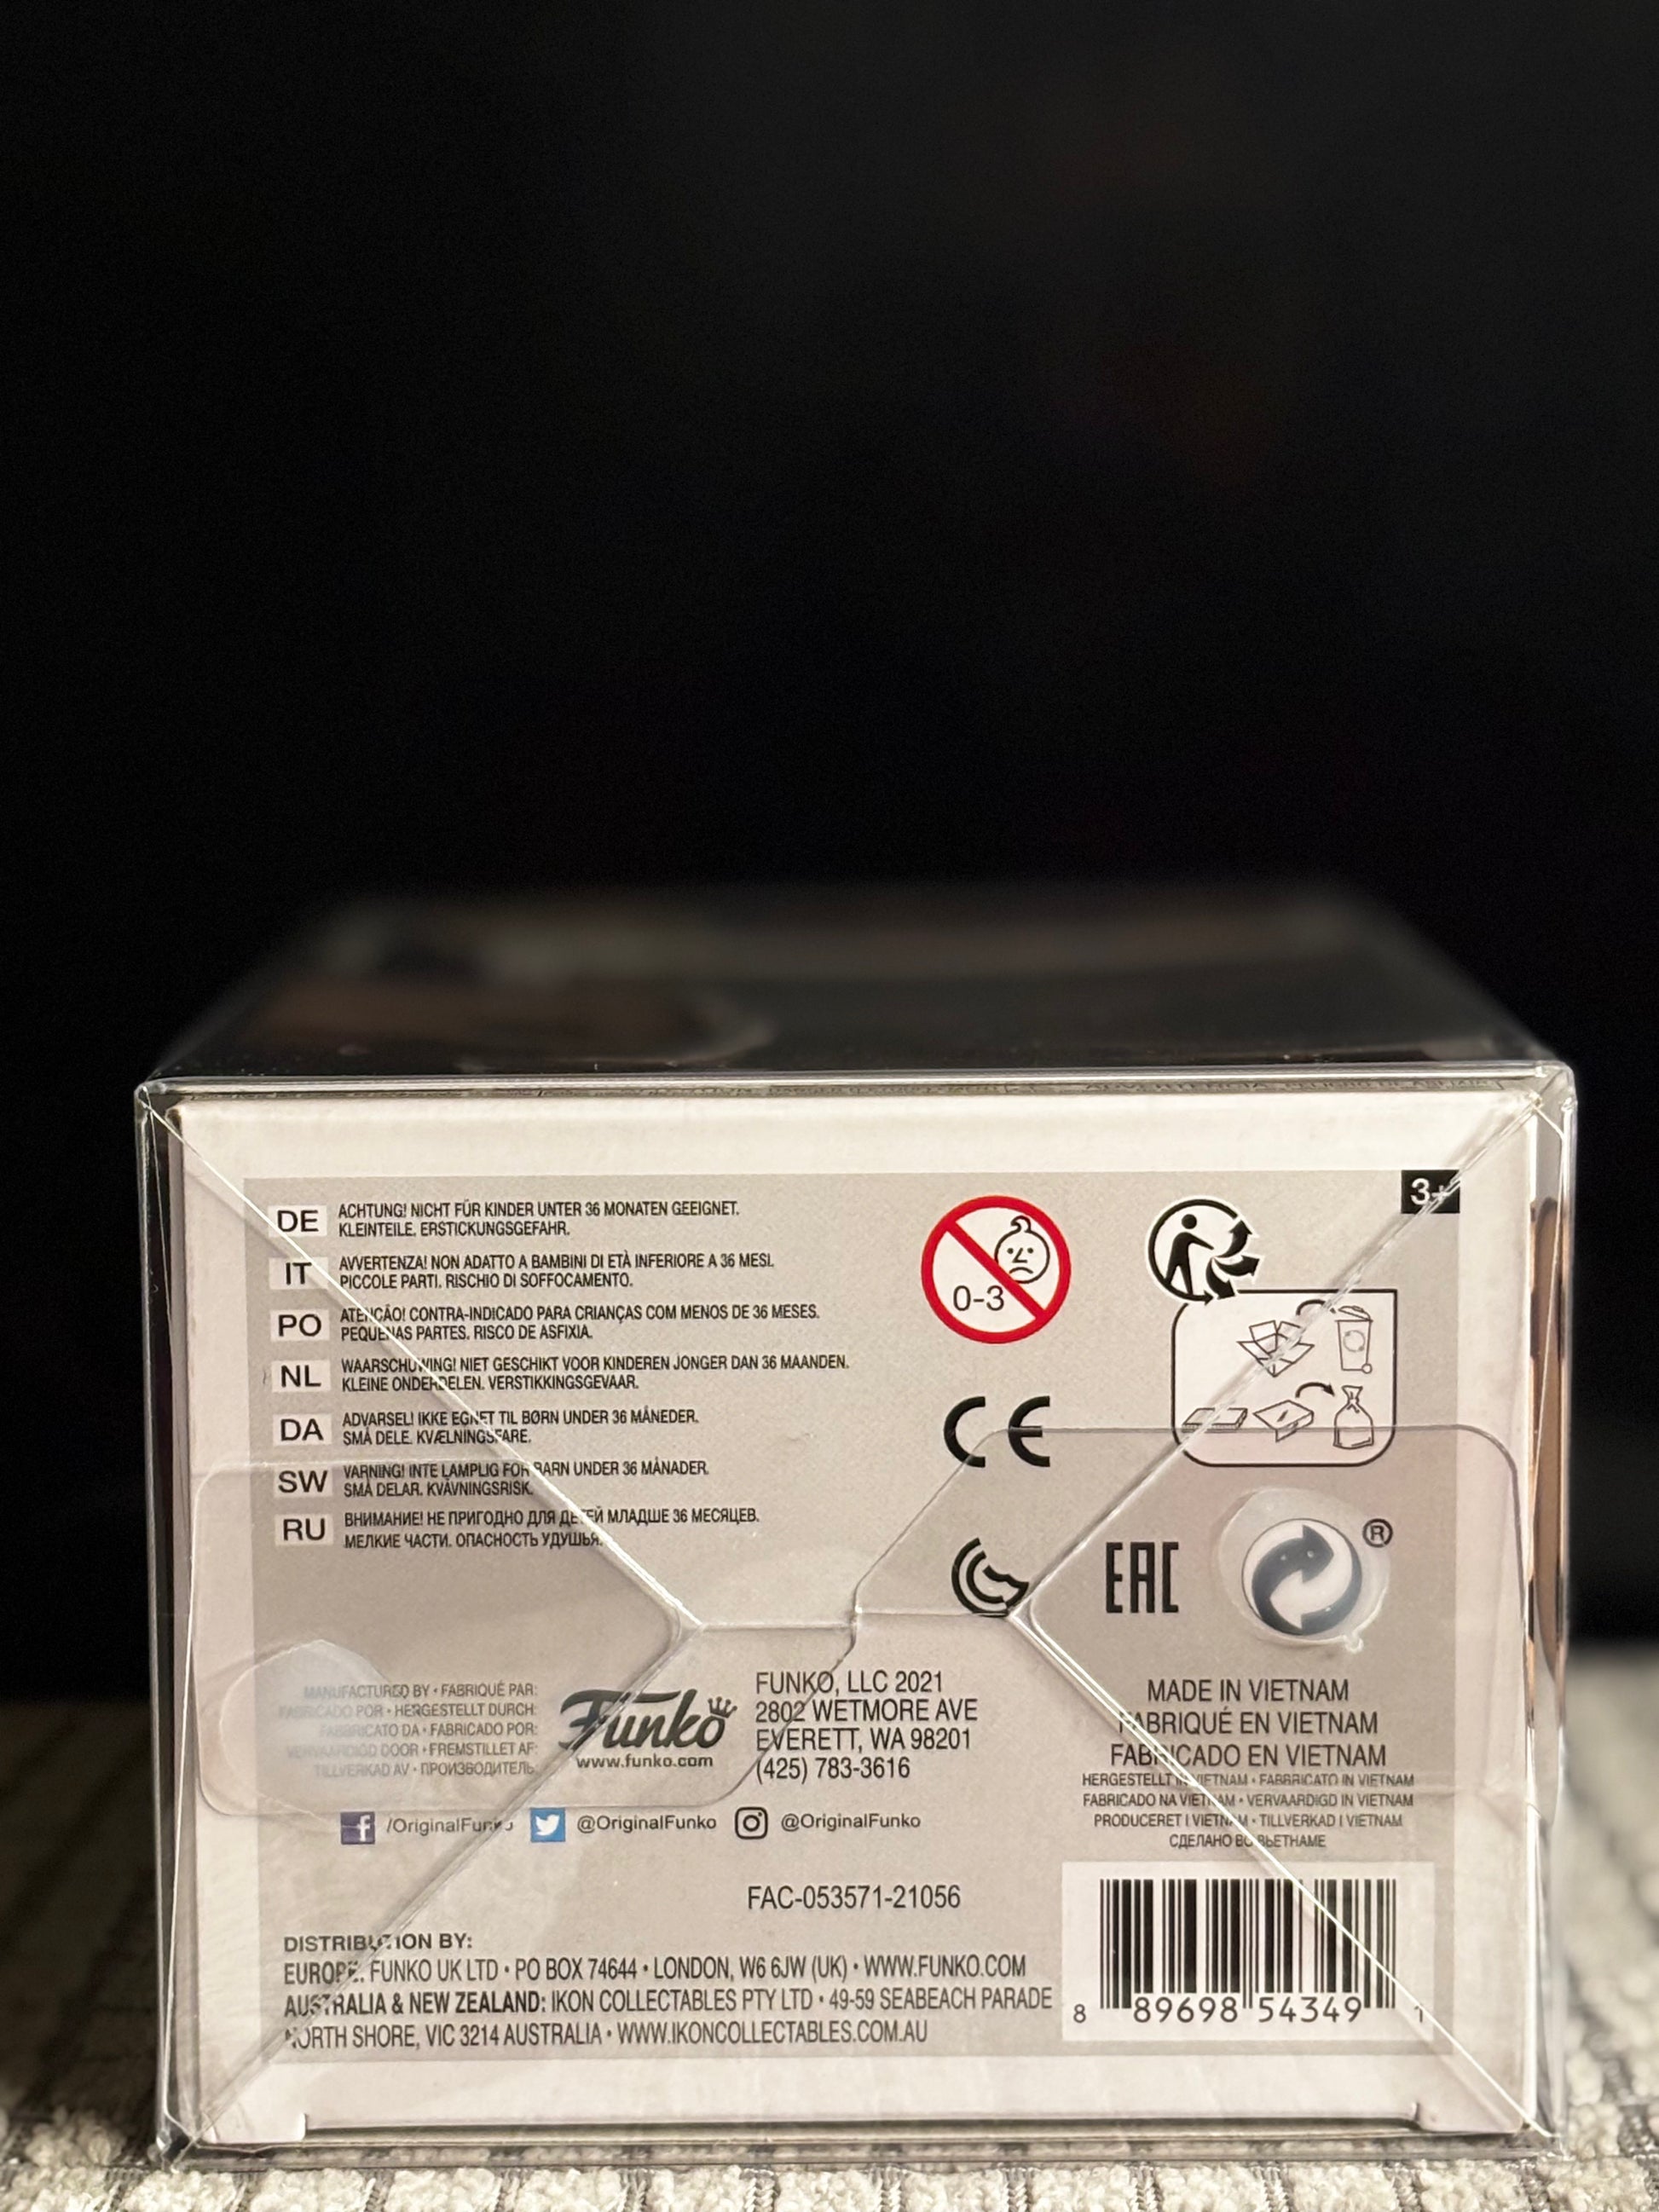 3+
DE ACHTUNG! NICHT FÜR KINDER UNTER 36 MONATEN GEEIGNET.
KLEINTEILE. ERSTICKUNGSGEFAHR.
IT AVVERTENZA! NON ADATTO A BAMBINI DI ETÀ INFERIORE A 36 MESI.
PICCOLE PARTI. RISCHIO DI SOFFOCAMENTO.
PO ATENÇÃO! CONTRA-INDICADO PARA CRIANÇAS COM MENOS DE 36 MESES.
PEQUENAS PARTES. RISCO DE ASFIXIA.
NL WAARSCHUWING! NIET GESCHIKT VOOR KINDEREN JONGER DAN 36 MAANDEN.
KLEINE ONDERDELEN. VERSTIKKINGSGEVAAR.
DA ADVARSEL! IKKE EGNET TIL BØRN UNDER 36 MÅNEDER.
SMÅ DELE. KVÆLNINGSFARE.
SW VARNING! INTE LÄMPLIG FÖR BARN UNDER 36 MÅNADER.
SMÅ DELAR. KVÄVNINGSRISK.
RU ВНИМАНИЕ! НЕ ПРИГОДНО ДЛЯ ДЕТЕЙ МЛАДШЕ 36 МЕСЯЦЕВ.
МЕЛКИЕ ЧАСТИ. ОПАСНОСТЬ УДУШЬЯ.
0-3
CE
EAC
®
MANUFACTURED BY • FABRIQUÉ PAR:
FABRICADO POR • HERGESTELLT DURCH:
FABBRICATO DA • FABRICADO POR:
VERVAARDIGD DOOR • FREMSTILLET AF:
TILLVERKAD AV • ПРОИЗВОДИТЕЛЬ:
Funko
www.funko.com
FUNKO, LLC 2021
2802 WETMORE AVE
EVERETT, WA 98201
(425) 783-3616
MADE IN VIETNAM
FABRIQUÉ EN VIETNAM
FABRICADO EN VIETNAM
HERGESTELLT IN VIETNAM • FABBRICATO IN VIETNAM
FABRICADO NA VIETNAM • VERVAARDIGD IN VIETNAM
PRODUCERET I VIETNAM • TILLVERKAD I VIETNAM
СДЕЛАНО ВО ВЬЕТНАМЕ
/OriginalFunko @OriginalFunko @OriginalFunko
FAC-053571-21056
DISTRIBUTION BY:
EUROPE: FUNKO UK LTD • PO BOX 74644 • LONDON, W6 6JW (UK) • WWW.FUNKO.COM
AUSTRALIA & NEW ZEALAND: IKON COLLECTABLES PTY LTD • 49-59 SEABEACH PARADE
NORTH SHORE, VIC 3214 AUSTRALIA • WWW.IKONCOLLECTABLES.COM.AU
8 89698 54349 1